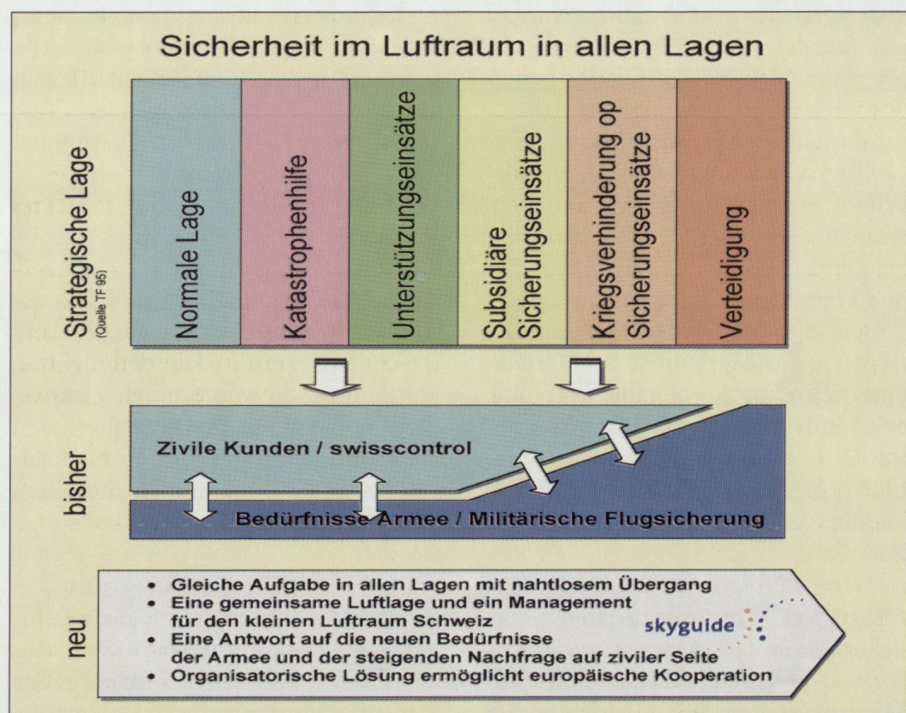 Sicherheit im Luftraum in allen Lagen
Strategische Lage
(Quelle TF 95)
Normale Lage
Katastrophenhilfe
Unterstützungseinsätze
Subsidiäre
Sicherungseinsätze
Kriegsverhinderung op
Sicherungseinsätze
Verteidigung
bisher
Zivile Kunden / swisscontrol
Bedürfnisse Armee / Militärische Flugsicherung
neu
• Gleiche Aufgabe in allen Lagen mit nahtlosem Übergang
• Eine gemeinsame Luftlage und ein Management
für den kleinen Luftraum Schweiz
• Eine Antwort auf die neuen Bedürfnisse
der Armee und der steigenden Nachfrage auf ziviler Seite
• Organisatorische Lösung ermöglicht europäische Kooperation
skyguide